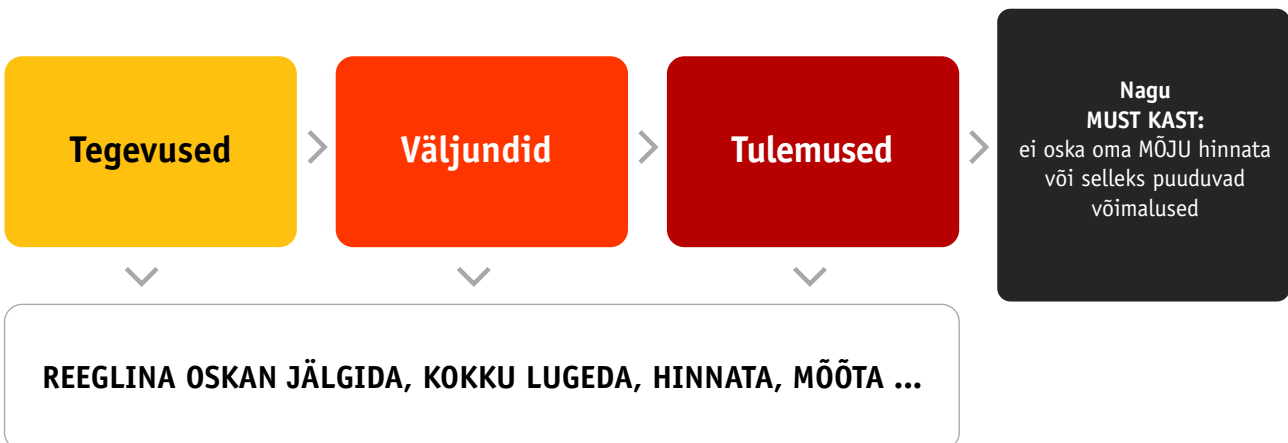 Tegevused
Väljundid
Tulemused
Nagu
MUST KAST:
ei oska oma MÕJU hinnata
või selleks puuduvad
võimalused
REEGLINA OSKAN JÄLGIDA, KOKKU LUGEDA, HINNATA, MÕÕTA ...